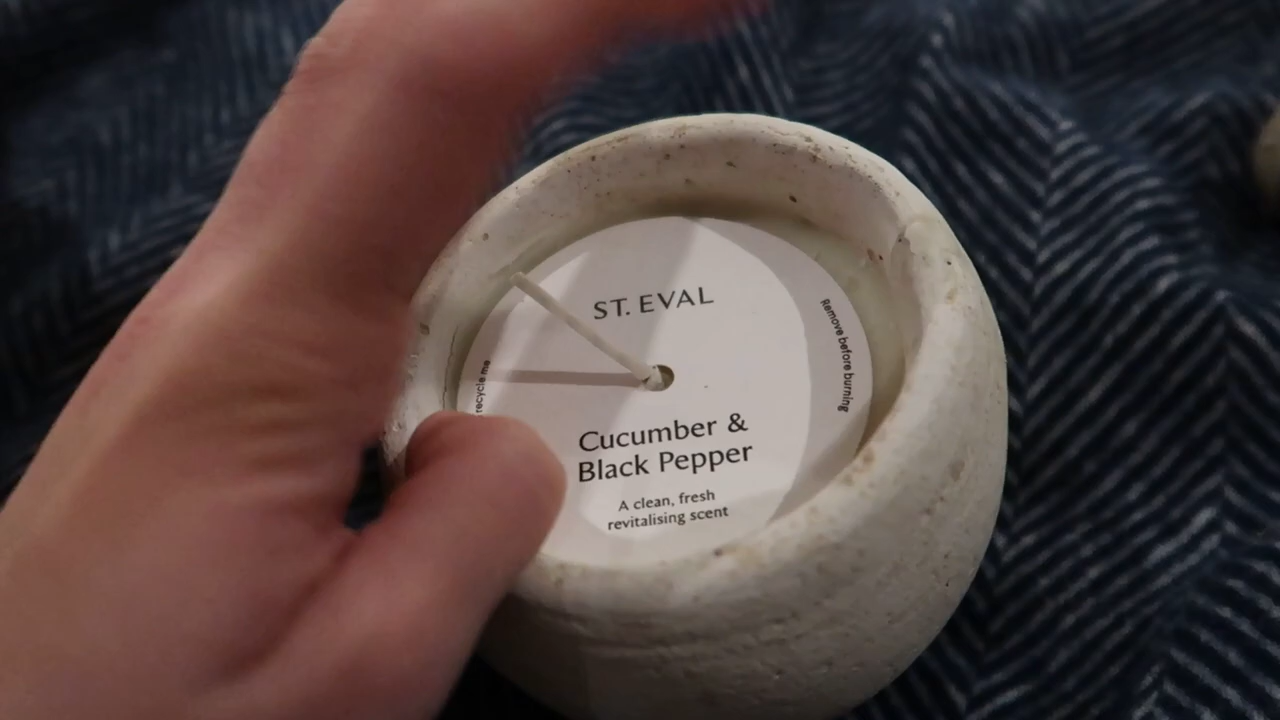 ST. EVAL
Remove before burning
recycle me
Cucumber &
Black Pepper
A clean, fresh
revitalising scent